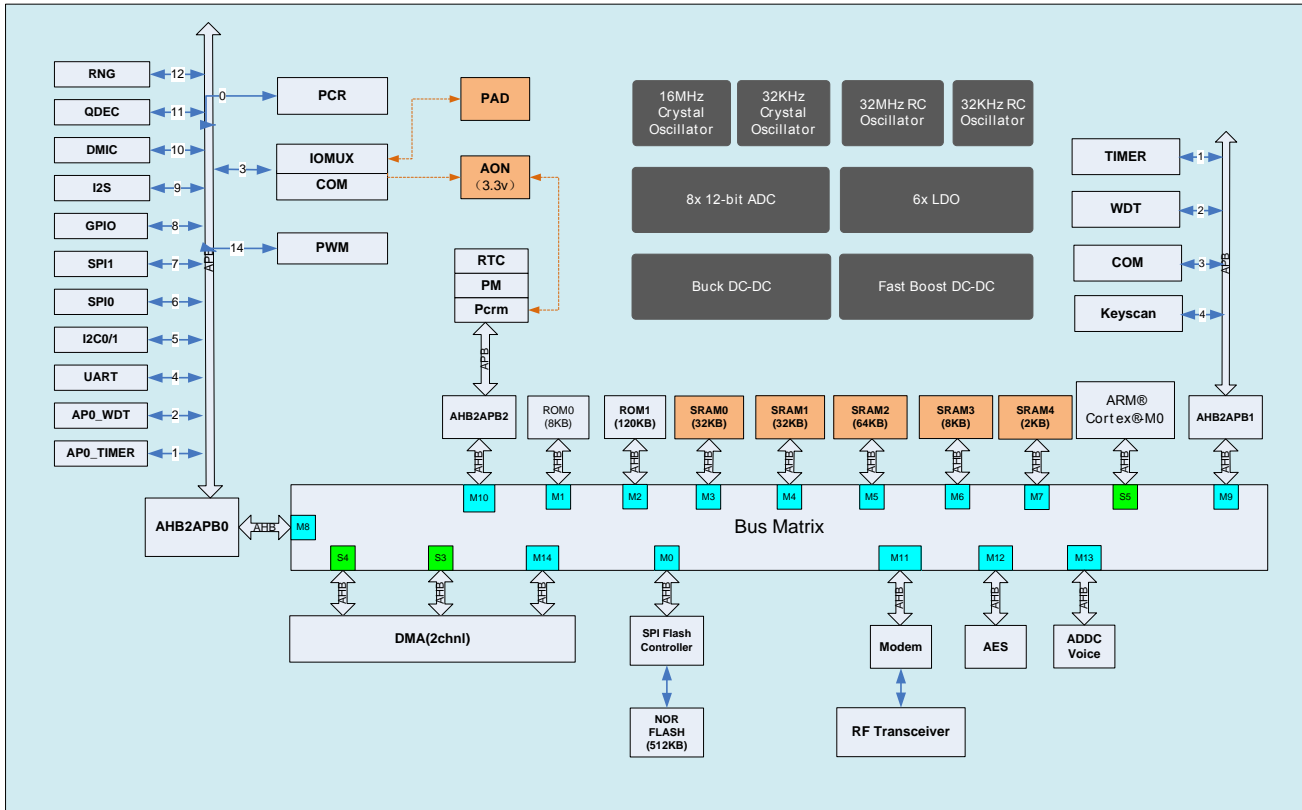 RNG
12
QDEC
11
DMIC
10
I2S
9
GPIO
8
SPI1
7
SPI0
6
I2C0/1
5
UART
4
AP0_WDT
2
AP0_TIMER
1
APB
0
PCR
3
IOMUX
COM
14
PWM
PAD
AON
（3.3v）
RTC
PM
Pcrm
APB
16MHz
Crystal
Oscillator
32KHz
Crystal
Oscillator
32MHz RC
Oscillator
32KHz RC
Oscillator
8x 12-bit ADC
6x LDO
Buck DC-DC
Fast Boost DC-DC
TIMER
1
WDT
2
COM
3
Keyscan
4
APB
AHB2APB2
ROM0
(8KB)
ROM1
(120KB)
SRAM0
(32KB)
SRAM1
(32KB)
SRAM2
(64KB)
SRAM3
(8KB)
SRAM4
(2KB)
ARM®
Cortex®-M0
AHB2APB1
AHB
AHB
AHB
AHB
AHB
AHB
AHB
AHB
AHB
AHB
M10
M1
M2
M3
M4
M5
M6
M7
S5
M9
AHB2APB0
AHB
M8
Bus Matrix
S4
S3
M14
M0
M11
M12
M13
AHB
AHB
AHB
AHB
AHB
AHB
AHB
DMA(2chnl)
SPI Flash
Controller
Modem
AES
ADDC
Voice
NOR
FLASH
(512KB)
RF Transceiver